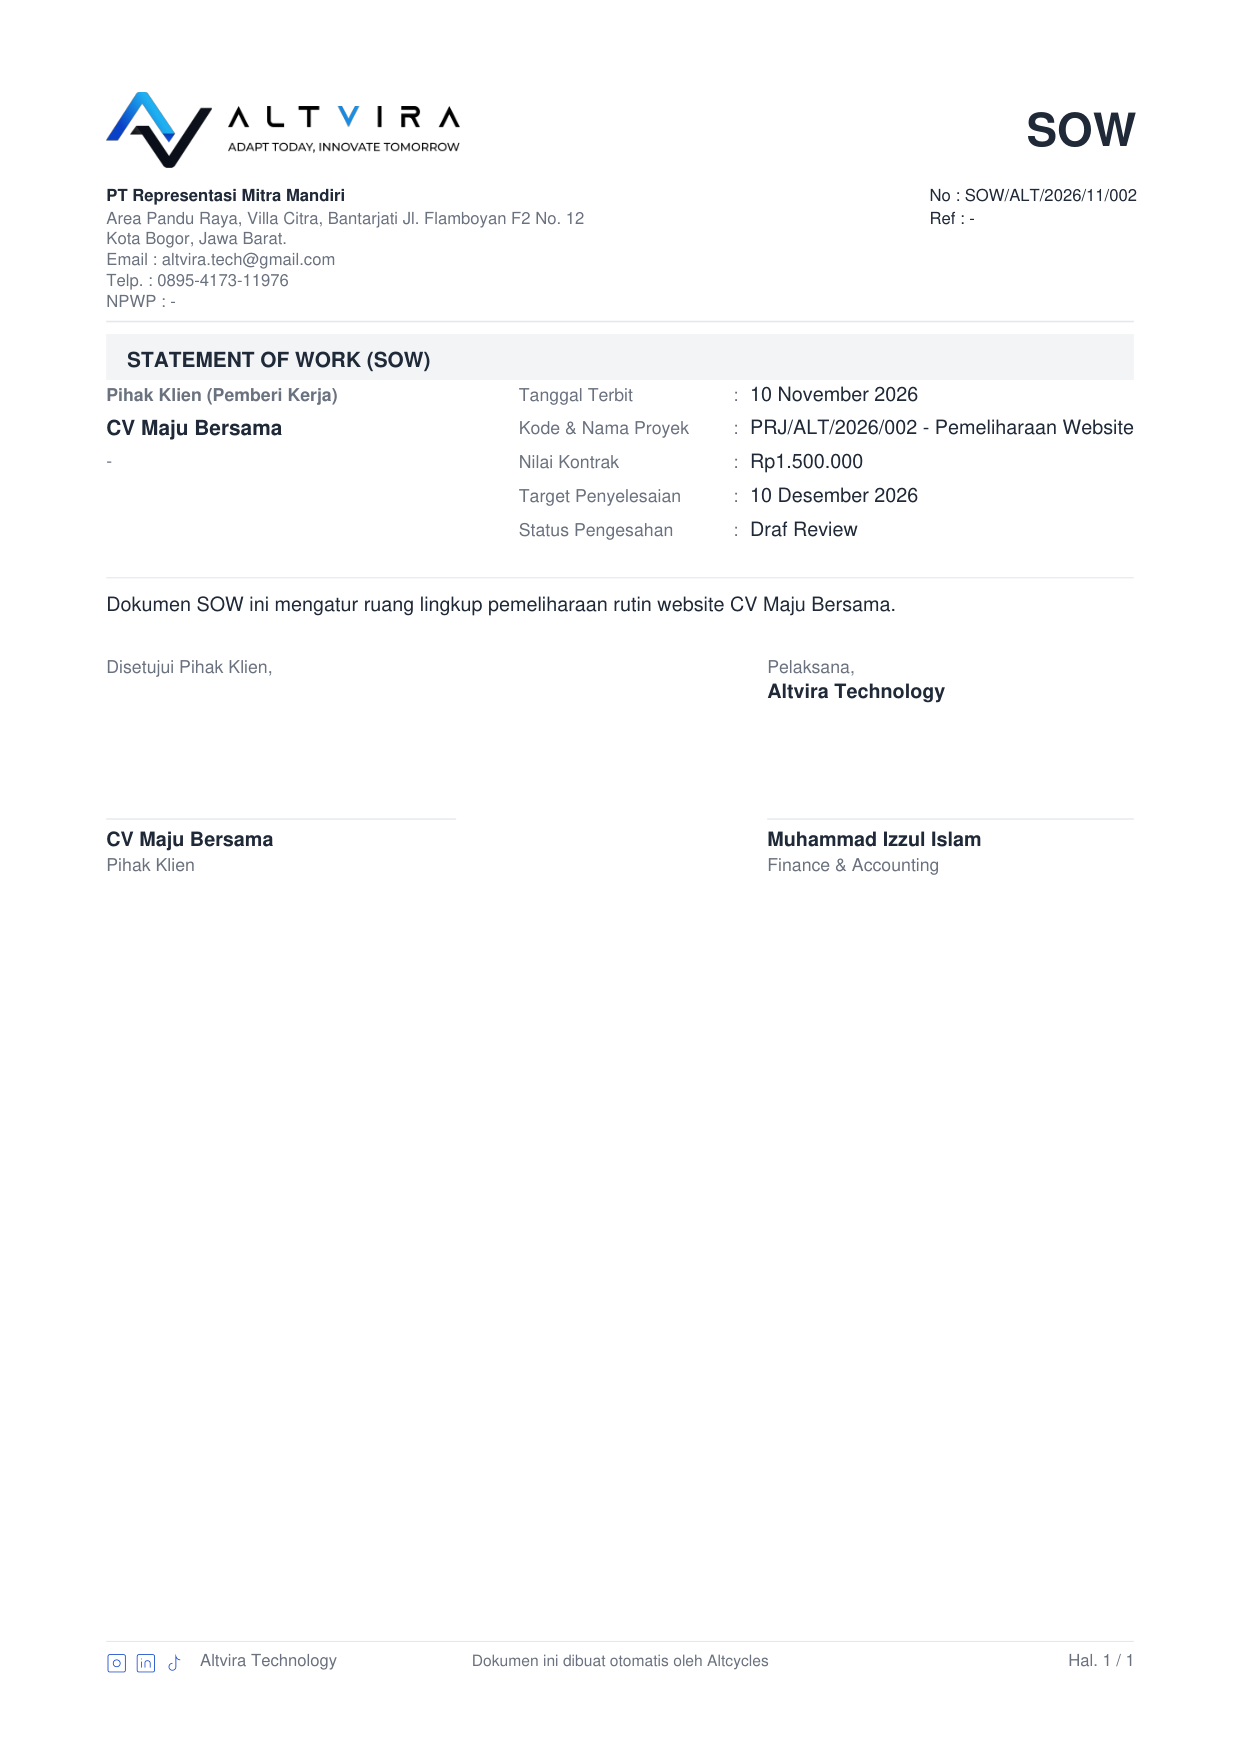 ALTVIRA
ADAPT TODAY, INNOVATE TOMORROW
SOW
PT Representasi Mitra Mandiri
Area Pandu Raya, Villa Citra, Bantarjati Jl. Flamboyan F2 No. 12
Kota Bogor, Jawa Barat.
Email : altvira.tech@gmail.com
Telp. : 0895-4173-11976
NPWP : -
No : SOW/ALT/2026/11/002
Ref : -
STATEMENT OF WORK (SOW)
Pihak Klien (Pemberi Kerja)
CV Maju Bersama
-
Tanggal Terbit : 10 November 2026
Kode & Nama Proyek : PRJ/ALT/2026/002 - Pemeliharaan Website
Nilai Kontrak : Rp1.500.000
Target Penyelesaian : 10 Desember 2026
Status Pengesahan : Draf Review
Dokumen SOW ini mengatur ruang lingkup pemeliharaan rutin website CV Maju Bersama.
Disetujui Pihak Klien,
CV Maju Bersama
Pihak Klien
Pelaksana,
Altvira Technology
Muhammad Izzul Islam
Finance & Accounting
Altvira Technology
Dokumen ini dibuat otomatis oleh Altcycles
Hal. 1 / 1